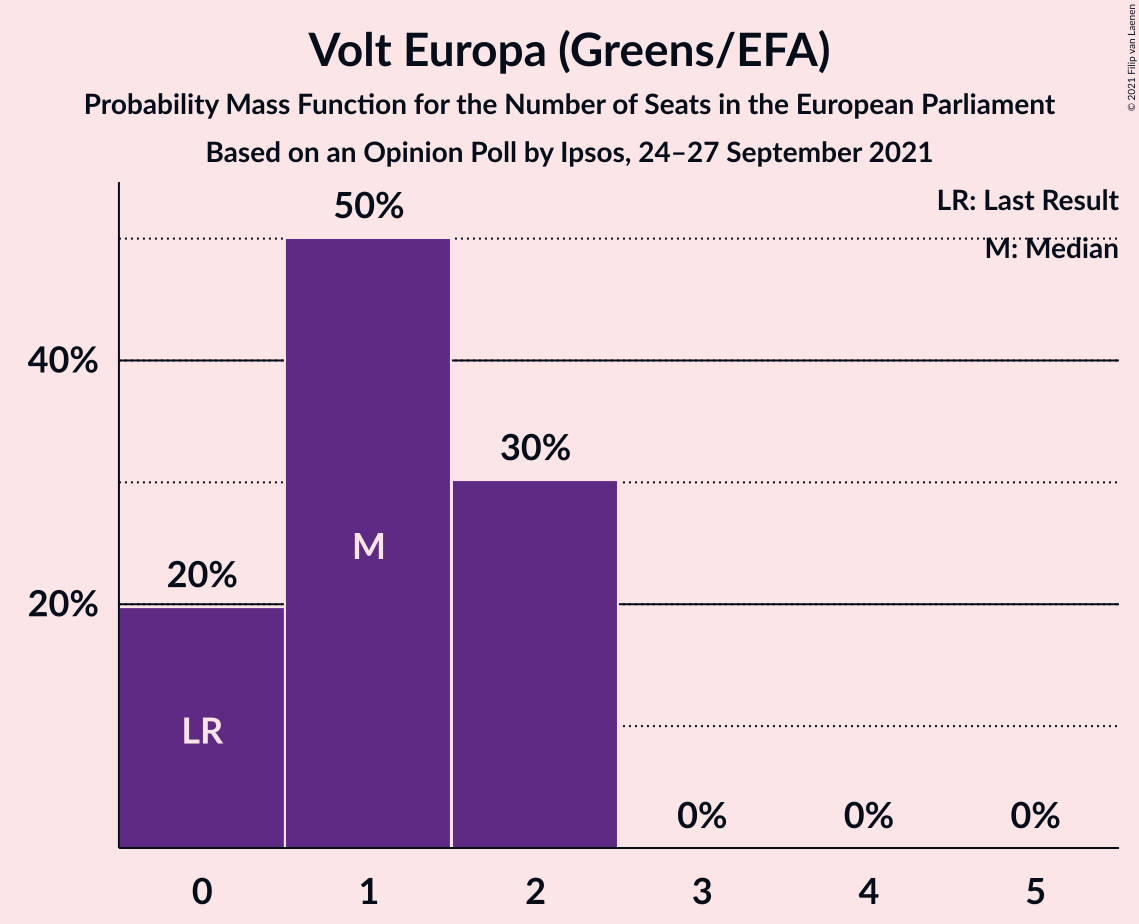 Volt Europa (Greens/EFA)
Probability Mass Function for the Number of Seats in the European Parliament
Based on an Opinion Poll by Ipsos, 24–27 September 2021
© 2021 Filip van Laenen
LR: Last Result
M: Median
50%
40%
30%
M
20%
20%
LR
0%
0%
0%
0
1
2
3
4
5